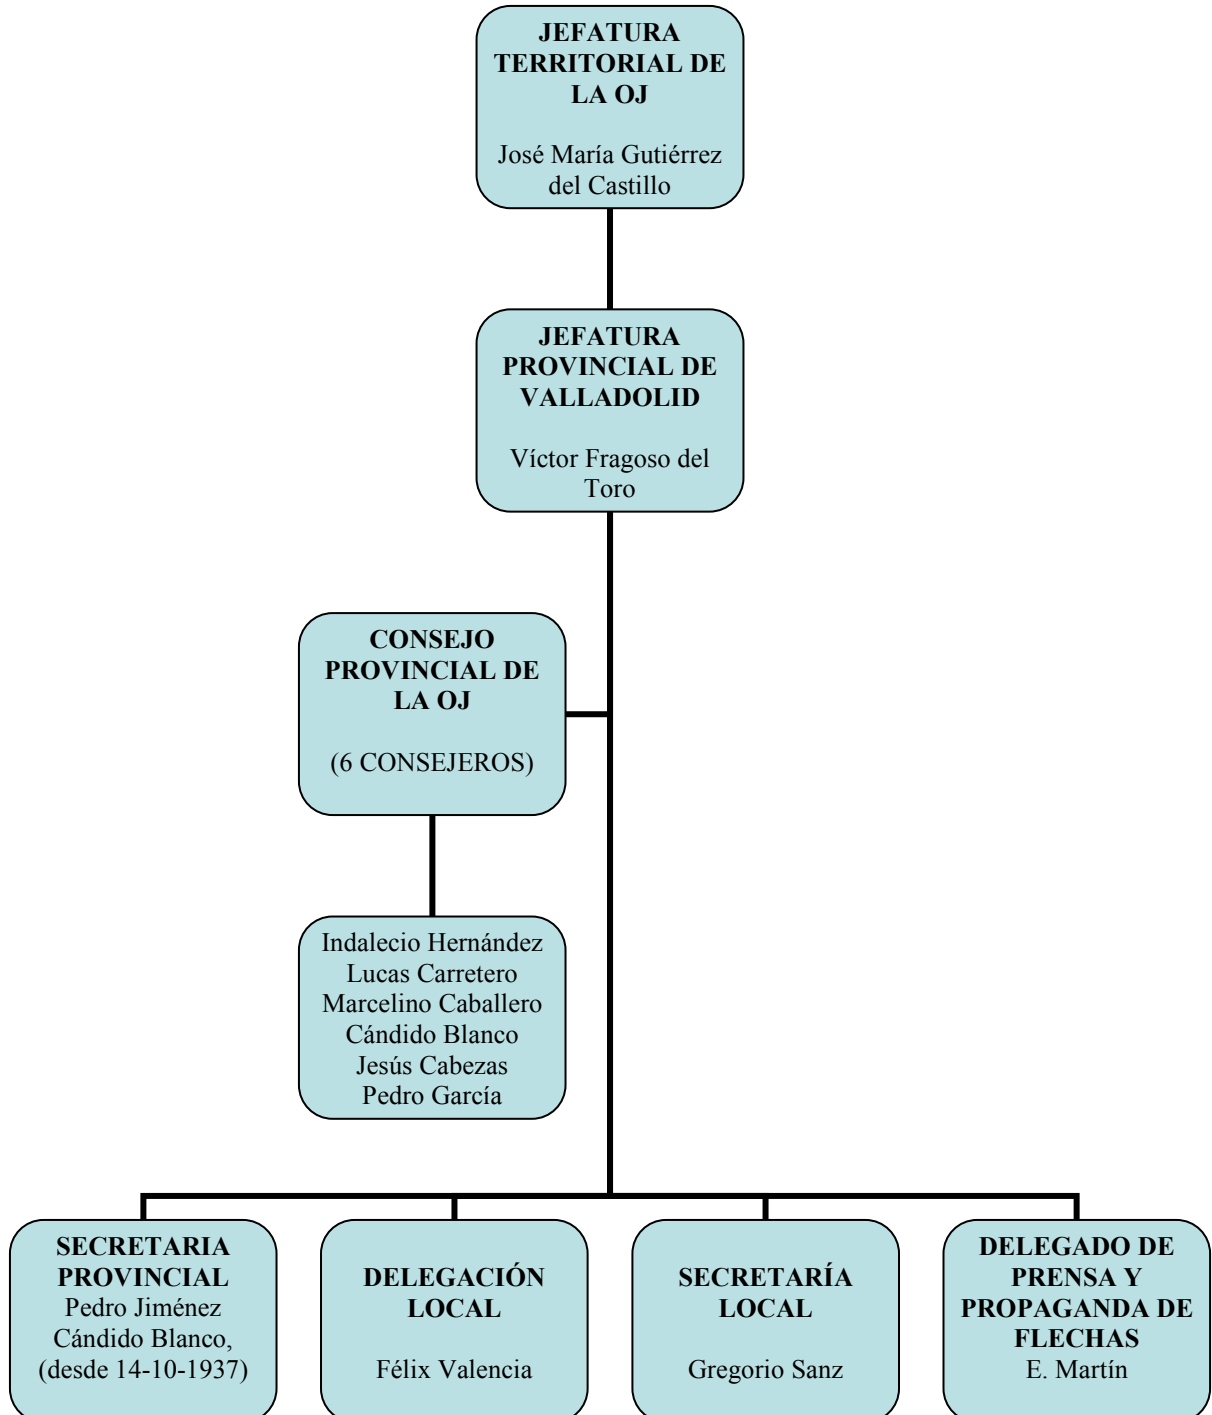 JEFATURA
TERRITORIAL DE
LA OJ
José María Gutiérrez
del Castillo
JEFATURA
PROVINCIAL DE
VALLADOLID
Víctor Fragoso del
Toro
CONSEJO
PROVINCIAL DE
LA OJ
(6 CONSEJEROS)
Indalecio Hernández
Lucas Carretero
Marcelino Caballero
Cándido Blanco
Jesús Cabezas
Pedro García
SECRETARIA
PROVINCIAL
Pedro Jiménez
Cándido Blanco,
(desde 14-10-1937)
DELEGACIÓN
LOCAL
Félix Valencia
SECRETARÍA
LOCAL
Gregorio Sanz
DELEGADO DE
PRENSA Y
PROPAGANDA DE
FLECHAS
E. Martín